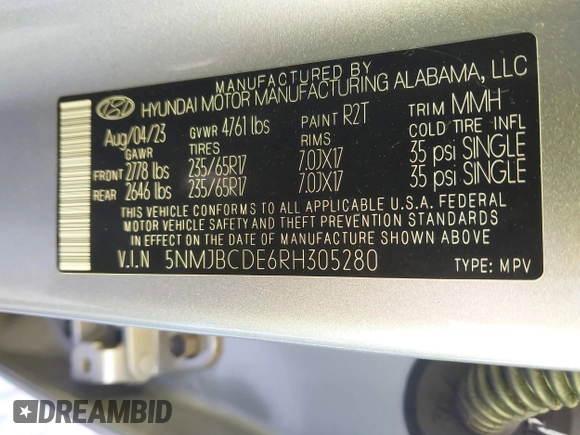 MANUFACTURED BY
HYUNDAI MOTOR MANUFACTURING ALABAMA, LLC
Aug/04/23 GVWR 4761 lbs PAINT R2T TRIM MMH
GAWR TIRES RIMS COLD TIRE INFL
FRONT 2778 lbs 235/65R17 7.0JX17 35 psi SINGLE
REAR 2646 lbs 235/65R17 7.0JX17 35 psi SINGLE
THIS VEHICLE CONFORMS TO ALL APPLICABLE U.S.A. FEDERAL
MOTOR VEHICLE SAFETY AND THEFT PREVENTION STANDARDS
IN EFFECT ON THE DATE OF MANUFACTURE SHOWN ABOVE
V.I.N 5NMJBCDE6RH305280 TYPE: MPV
DREAMBID